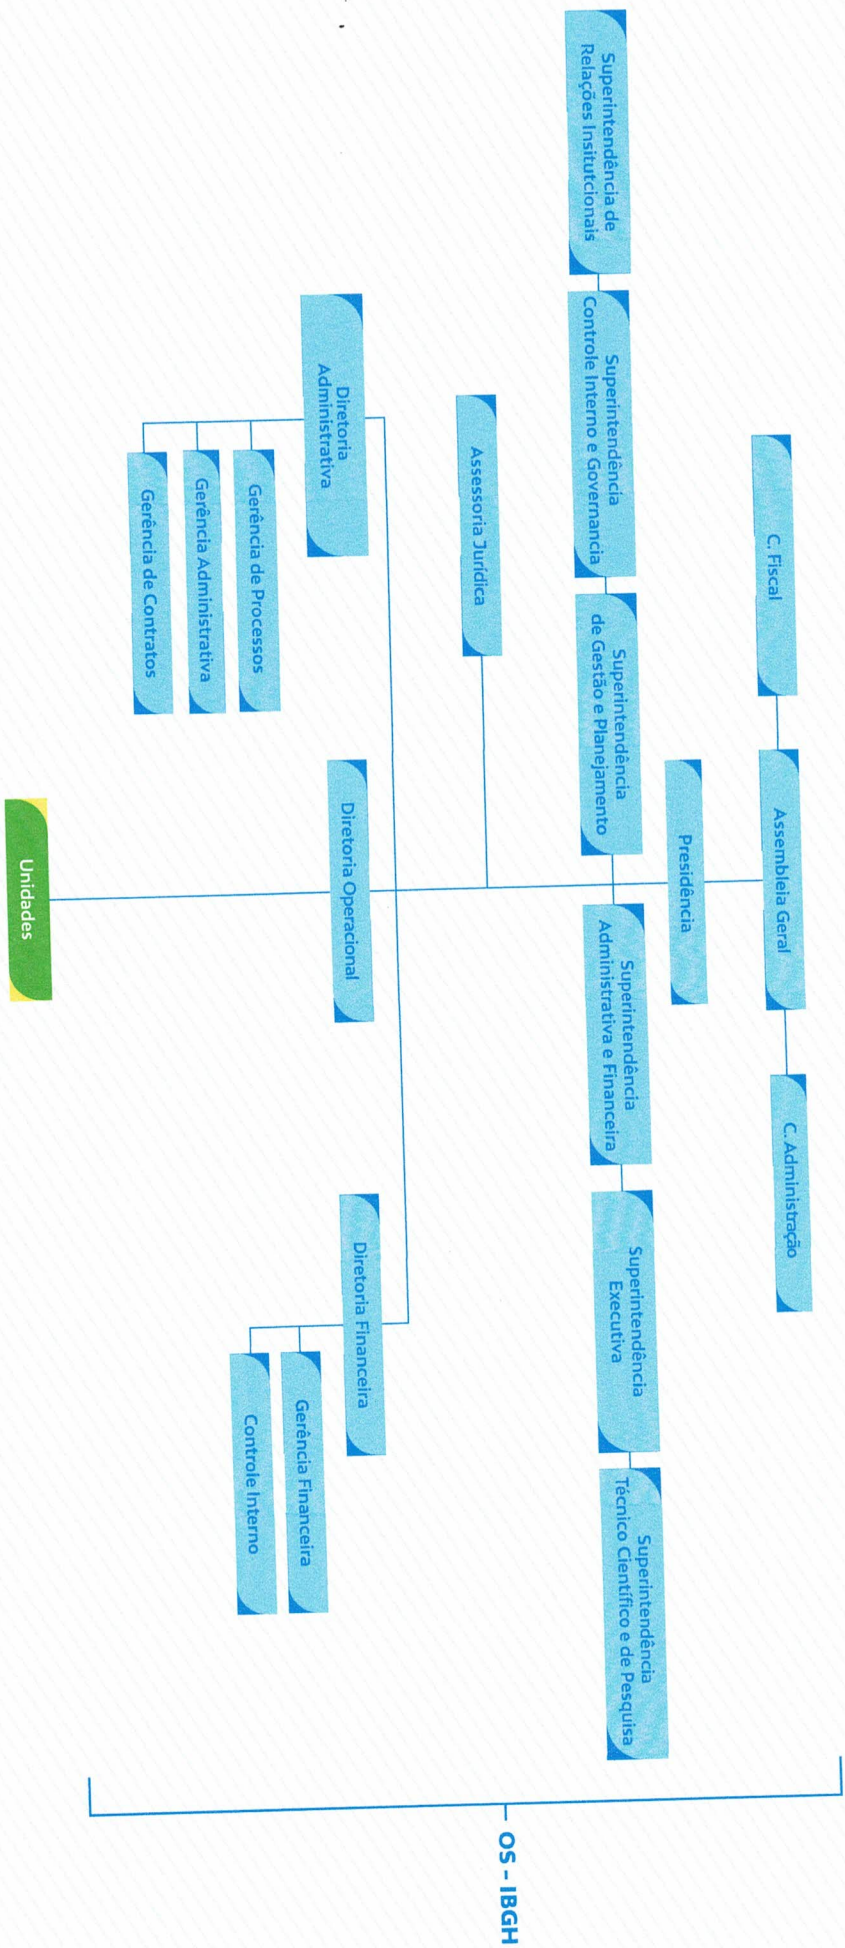 C. Fiscal
Assembleia Geral
C. Administração
Presidência
Superintendência de
Relações Insitutcionais
Superintendência
Controle Interno e Governancia
Superintendência
de Gestão e Planejamento
Superintendência
Administrativa e Financeira
Superintendência
Executiva
Superintendência
Técnico Científico e de Pesquisa
Assessoria Jurídica
OS - IBGH
Diretoria
Administrativa
Diretoria Operacional
Diretoria Financeira
Gerência de Processos
Gerência Administrativa
Gerência de Contratos
Gerência Financeira
Controle Interno
Unidades